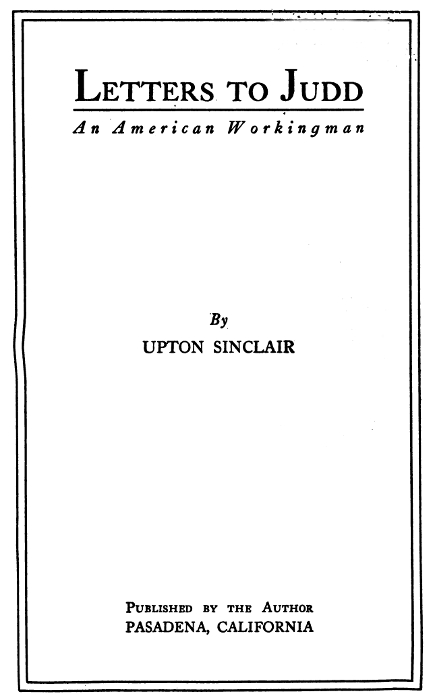 LETTERS TO JUDD
An American Workingman
By
UPTON SINCLAIR
PUBLISHED BY THE AUTHOR
PASADENA, CALIFORNIA